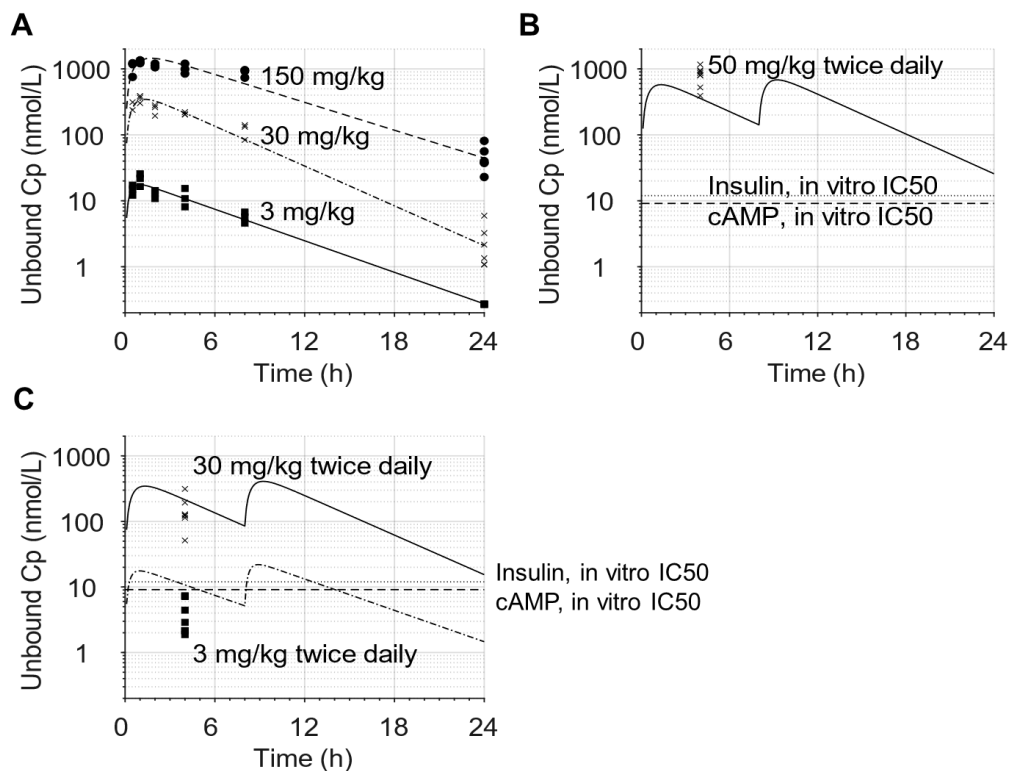 A
Unbound Cp (nmol/L)
1000
100
10
1
150 mg/kg
30 mg/kg
3 mg/kg
0 6 12 18 24
Time (h)
B
Unbound Cp (nmol/L)
1000
100
10
1
50 mg/kg twice daily
Insulin, in vitro IC50
cAMP, in vitro IC50
0 6 12 18 24
Time (h)
C
Unbound Cp (nmol/L)
1000
100
10
1
30 mg/kg twice daily
3 mg/kg twice daily
Insulin, in vitro IC50
cAMP, in vitro IC50
0 6 12 18 24
Time (h)